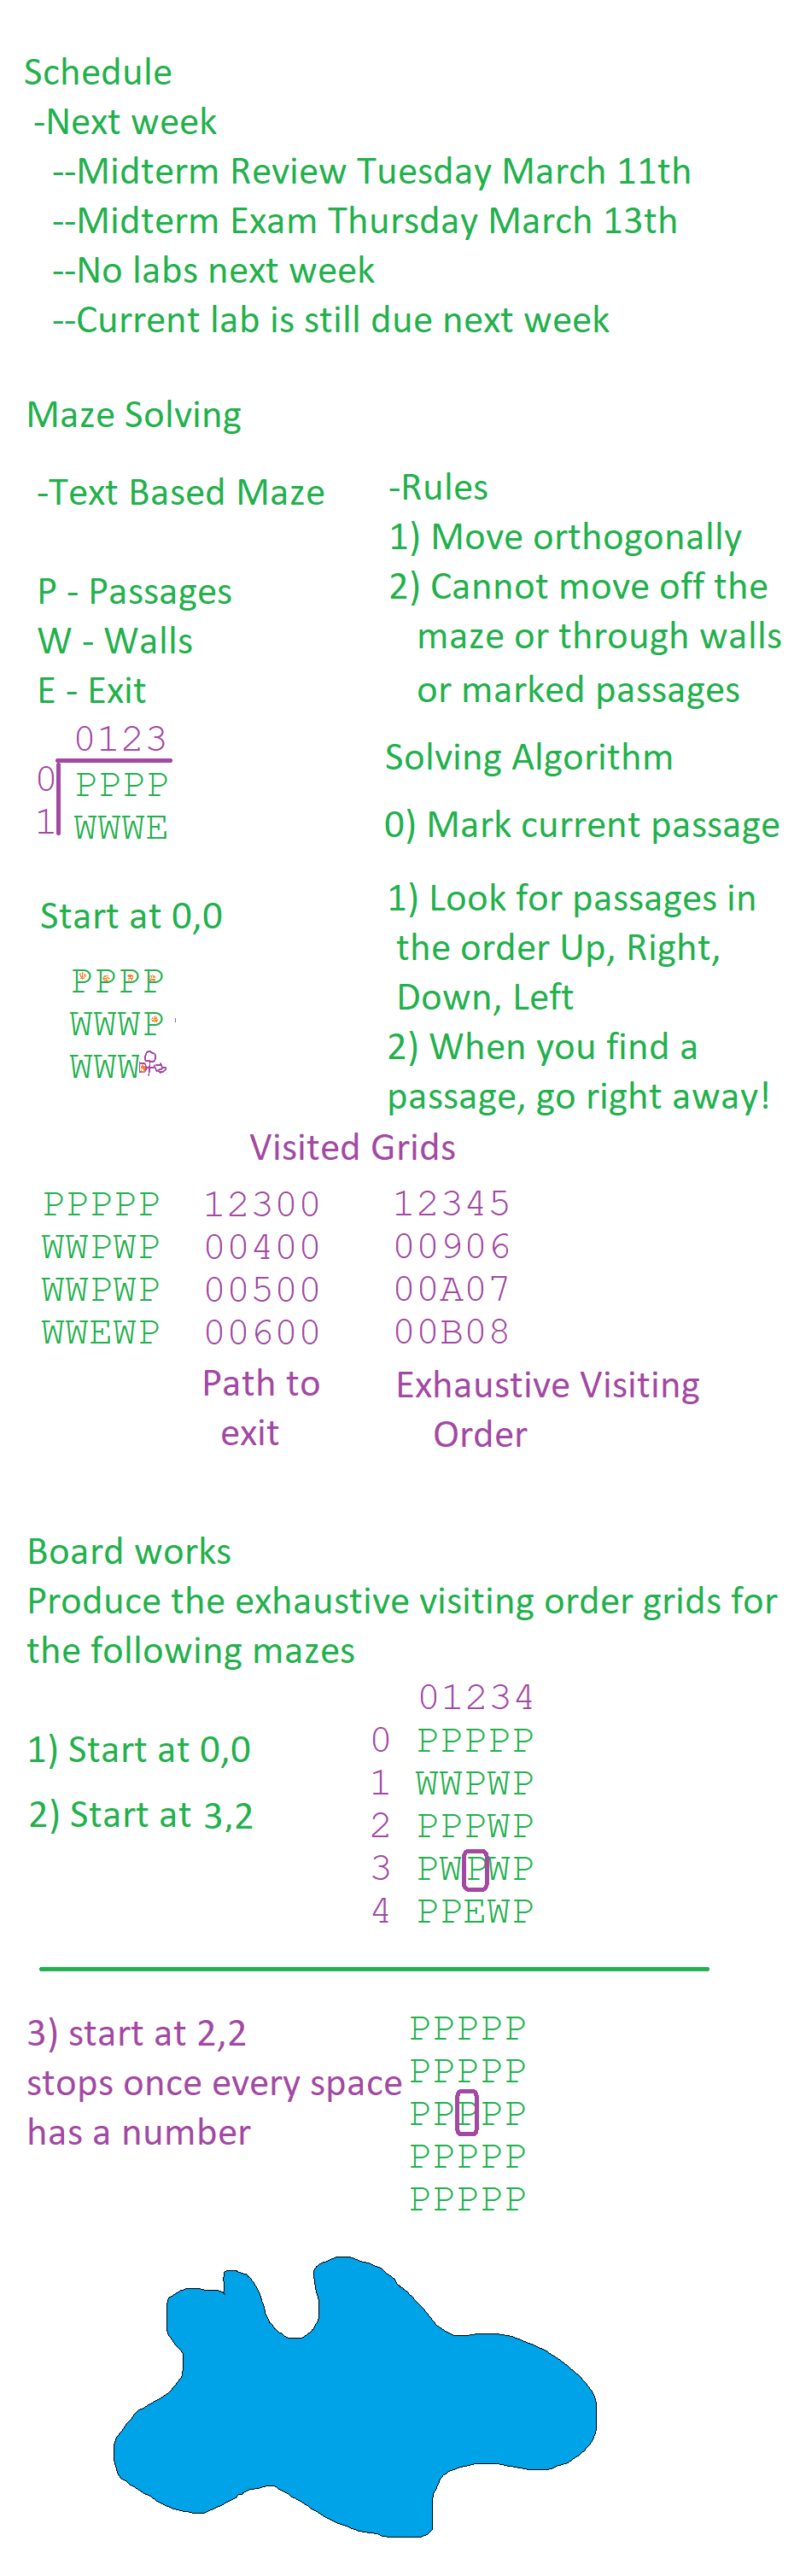 Schedule
-Next week
--Midterm Review Tuesday March 11th
--Midterm Exam Thursday March 13th
--No labs next week
--Current lab is still due next week
Maze Solving
-Text Based Maze
P - Passages
W - Walls
E - Exit
0123
0 PPPP
1 WWWE
Start at 0,0
PPPP
WWWP
WWW
-Rules
1) Move orthogonally
2) Cannot move off the
maze or through walls
or marked passages
Solving Algorithm
0) Mark current passage
1) Look for passages in
the order Up, Right,
Down, Left
2) When you find a
passage, go right away!
Visited Grids
PPPPP 12300 12345
WWPWP 00400 00906
WWPWP 00500 00A07
WWEWP 00600 00B08
Path to
exit
Exhaustive Visiting
Order
Board works
Produce the exhaustive visiting order grids for
the following mazes
1) Start at 0,0
2) Start at 3,2
01234
0 PPPPP
1 WWPWP
2 PPPWP
3 PWPWP
4 PPEWP
3) start at 2,2
stops once every space
has a number
PPPPP
PPPPP
PPPPP
PPPPP
PPPPP